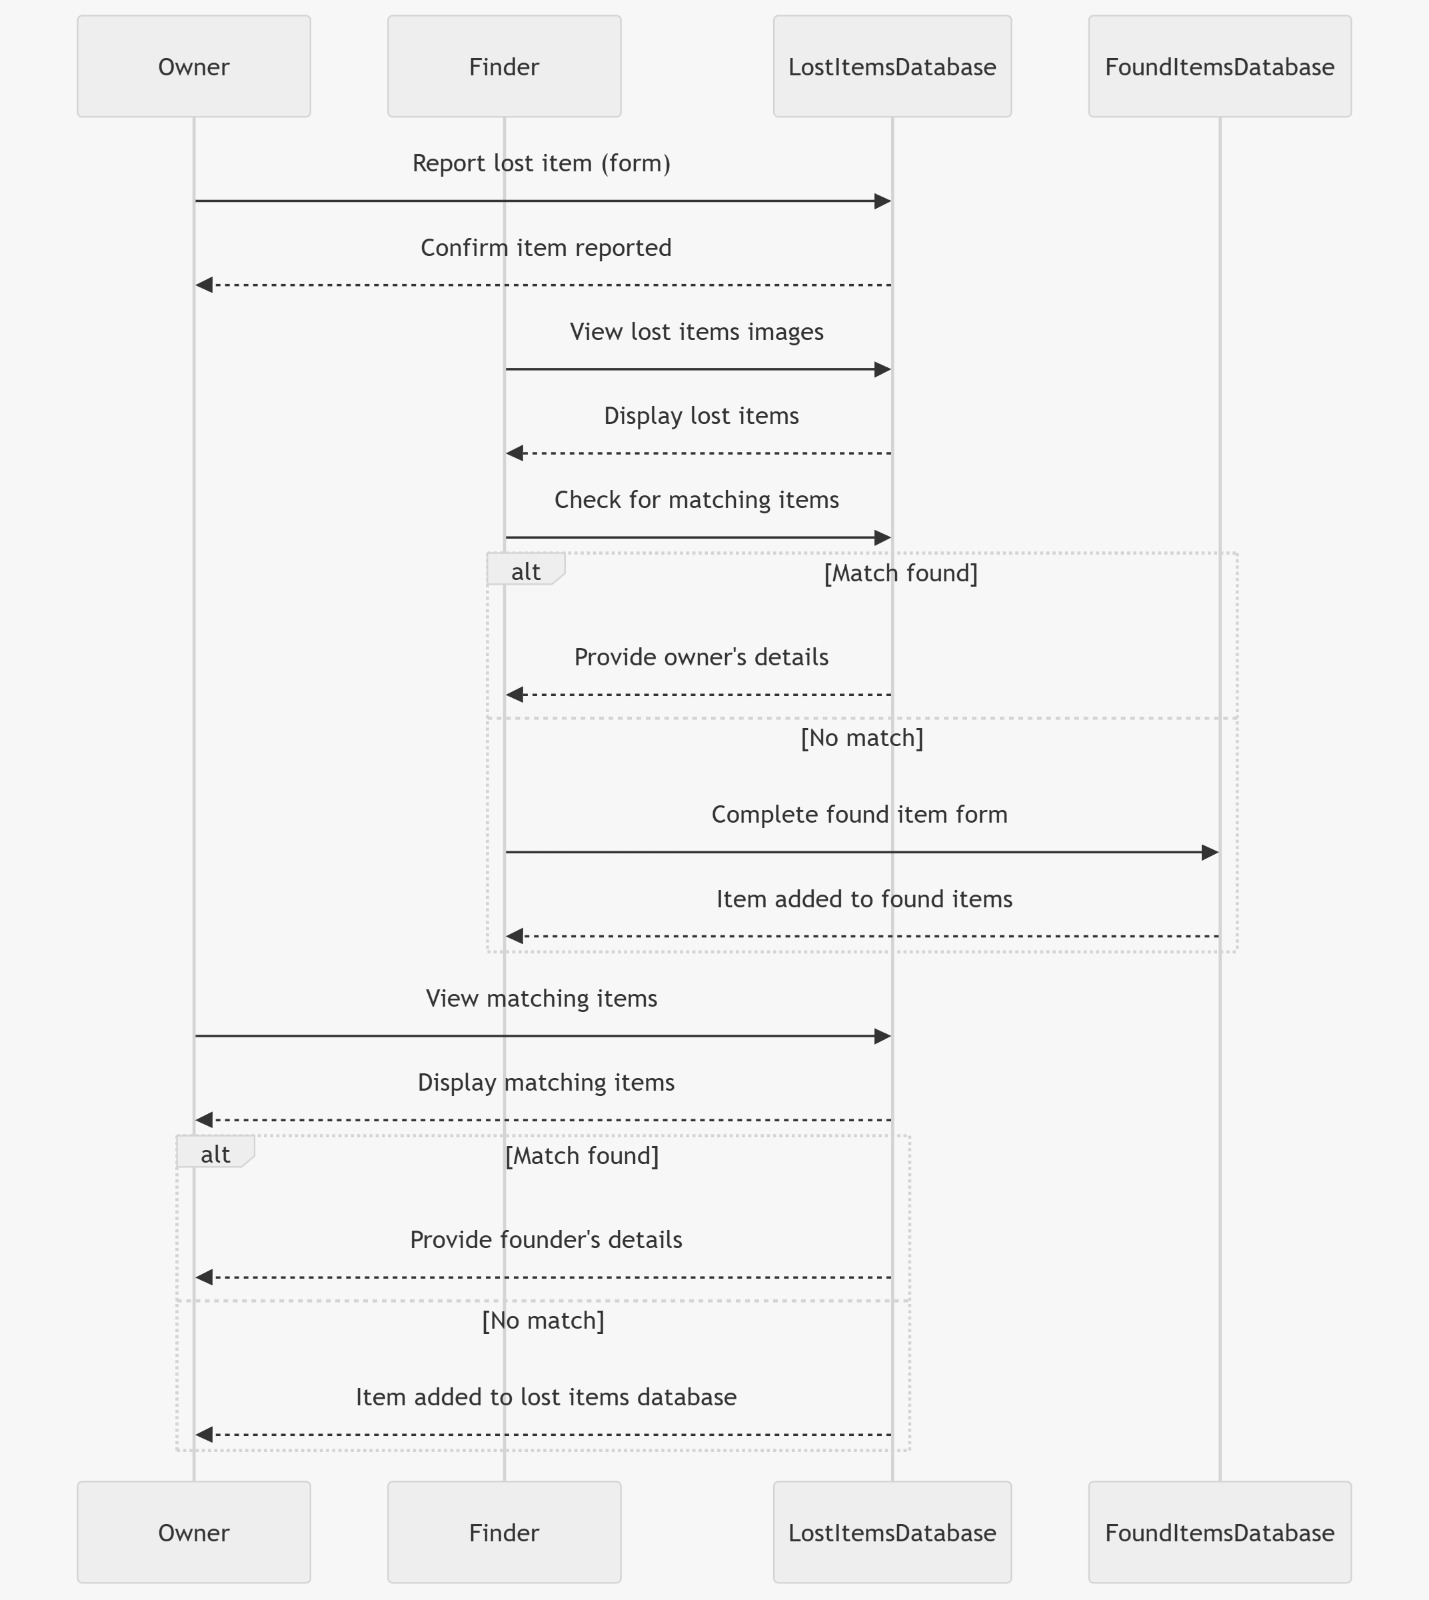 Owner
Finder
LostItemsDatabase
FoundItemsDatabase
Report lost item (form)
Confirm item reported
View lost items images
Display lost items
Check for matching items
alt
[Match found]
Provide owner's details
[No match]
Complete found item form
Item added to found items
View matching items
Display matching items
alt
[Match found]
Provide founder's details
[No match]
Item added to lost items database
Owner
Finder
LostItemsDatabase
FoundItemsDatabase